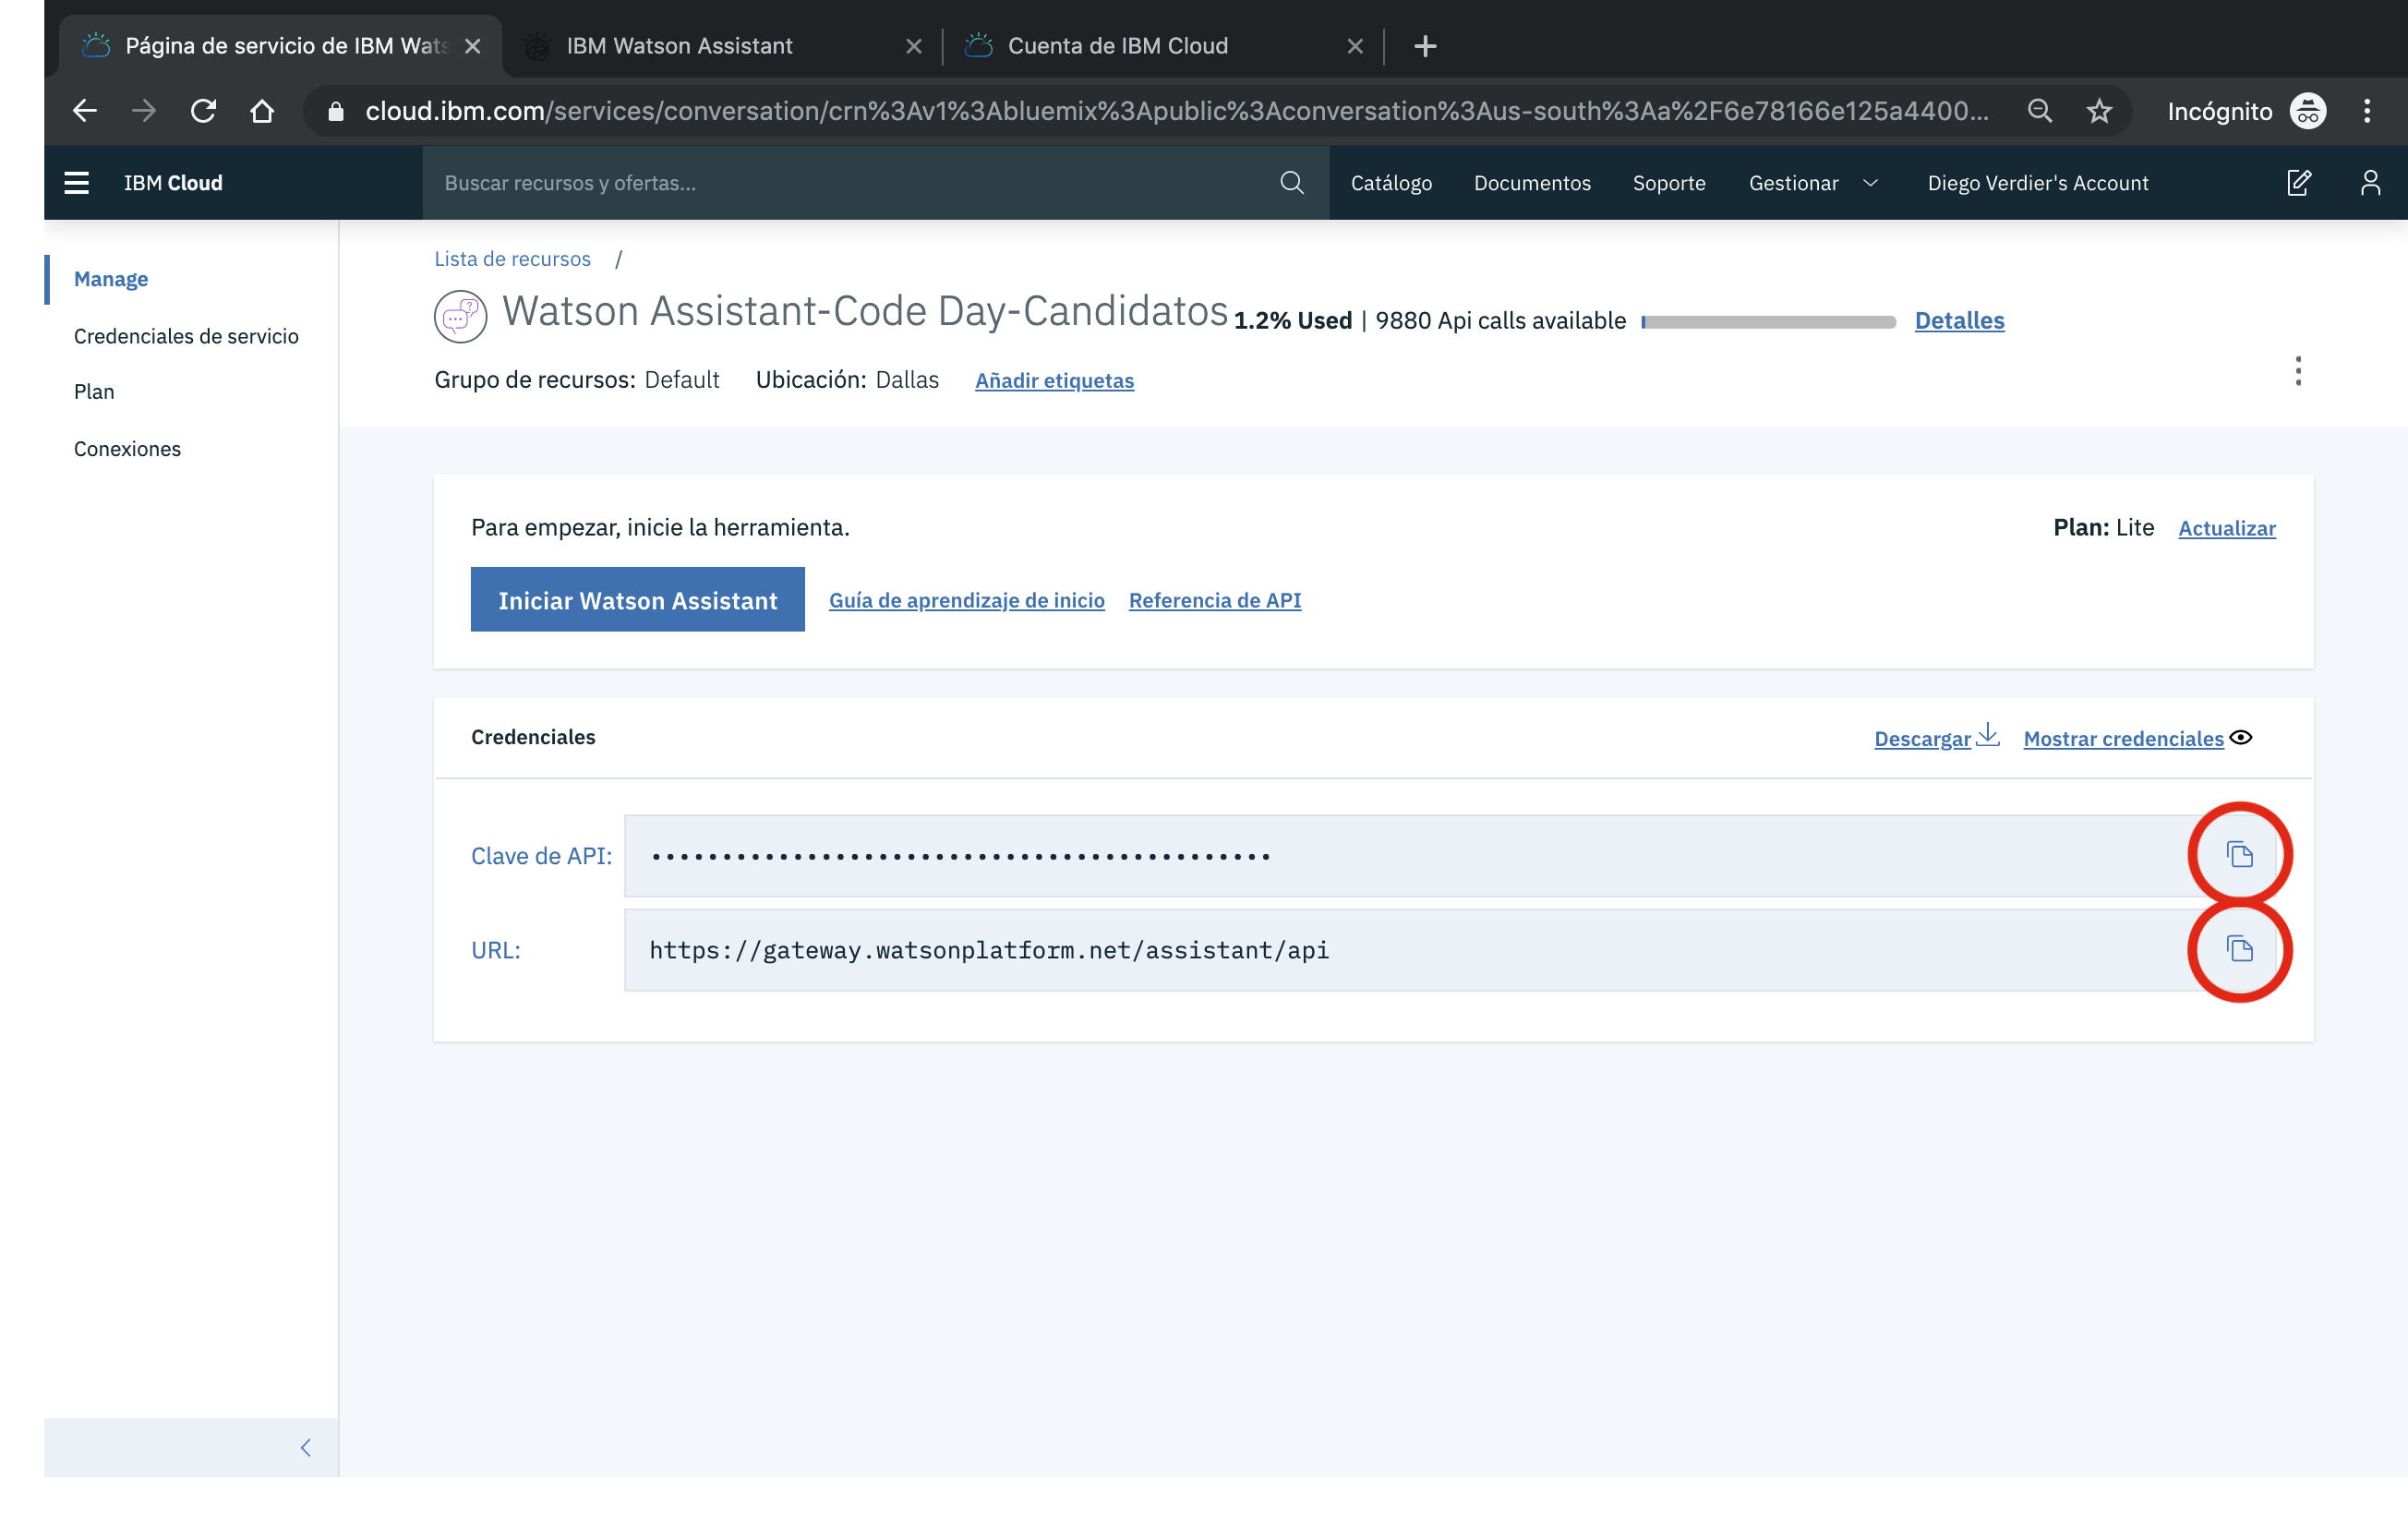 Página de servicio de IBM Wats
IBM Watson Assistant
Cuenta de IBM Cloud
cloud.ibm.com/services/conversation/crn%3Av1%3Abluemix%3Apublic%3Aconversation%3Aus-south%3Aa%2F6e78166e125a4400...
Incógnito
IBM Cloud
Buscar recursos y ofertas...
Catálogo
Documentos
Soporte
Gestionar
Diego Verdier's Account
Manage
Credenciales de servicio
Plan
Conexiones
Lista de recursos /
Watson Assistant-Code Day-Candidatos 1.2% Used | 9880 Api calls available Detalles
Grupo de recursos: Default Ubicación: Dallas Añadir etiquetas
Para empezar, inicie la herramienta.
Plan: Lite Actualizar
Iniciar Watson Assistant Guía de aprendizaje de inicio Referencia de API
Credenciales
Descargar Mostrar credenciales
Clave de API: ••••••••••••••••••••••••••••••••••••••••••••
URL: https://gateway.watsonplatform.net/assistant/api